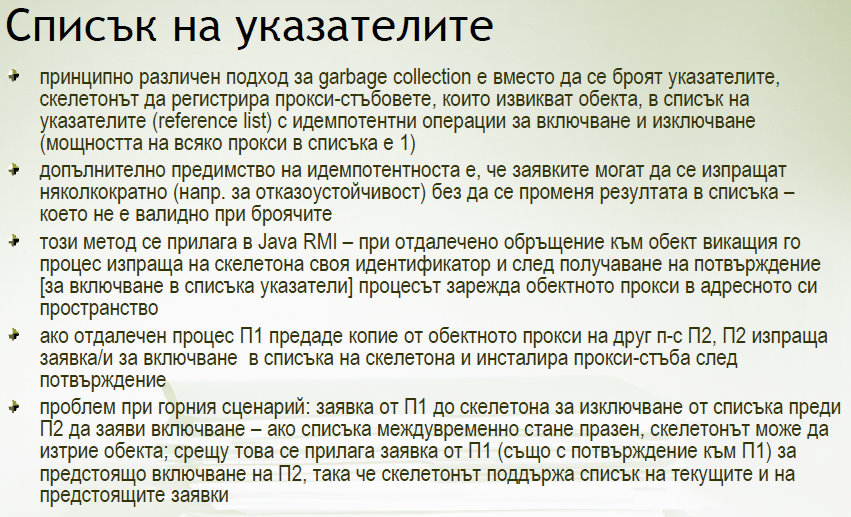 Списък на указателите
принципно различен подход за garbage collection е вместо да се броят указателите,
скелетонът да регистрира прокси-стъбовете, които извикват обекта, в списък на
указателите (reference list) с идемпотентни операции за включване и изключване
(мощността на всяко прокси в списъка е 1)
допълнително предимство на идемпотентноста е, че заявките могат да се изпращат
няколкократно (напр. за отказоустойчивост) без да се променя резултата в списъка –
което не е валидно при броячите
този метод се прилага в Java RMI – при отдалечено обръщение към обект викащия го
процес изпраща на скелетона своя идентификатор и след получаване на потвърждение
[за включване в списъка указатели] процесът зарежда обектното прокси в адресното си
пространство
ако отдалечен процес П1 предаде копие от обектното прокси на друг п-с П2, П2 изпраща
заявка/и за включване в списъка на скелетона и инсталира прокси-стъба след
потвърждение
проблем при горния сценарий: заявка от П1 до скелетона за изключване от списъка преди
П2 да заяви включване – ако списъка междувременно стане празен, скелетонът може да
изтрие обекта; срещу това се прилага заявка от П1 (също с потвърждение към П1) за
предстоящо включване на П2, така че скелетонът поддържа списък на текущите и на
предстоящите заявки